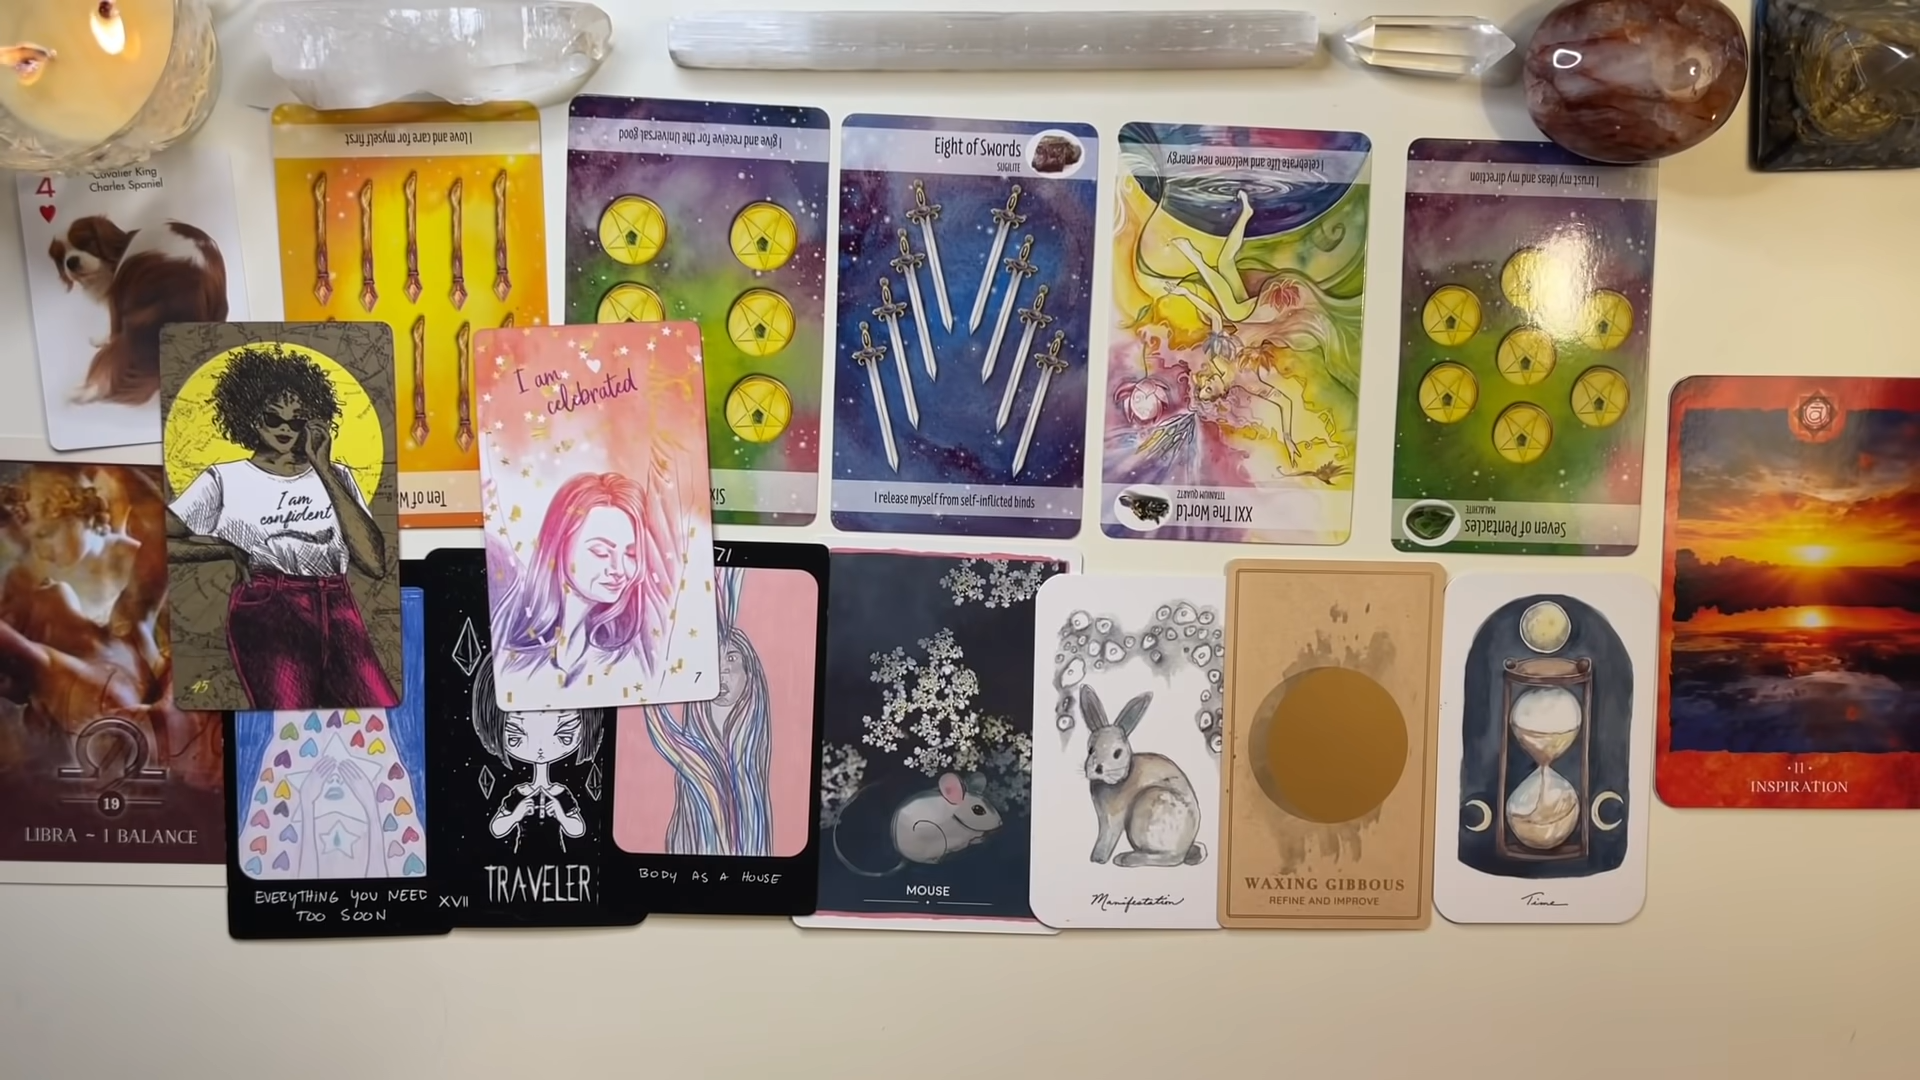 4
Cavalier King
Charles Spaniel
I love and care for myself first
Ten of W
I give and receive for the Universal good
Six
Eight of Swords
SUGILITE
I release myself from self-inflicted binds
I celebrate life and welcome new energy
XXI The World
TITANIUM QUARTZ
I trust my ideas and my direction
Seven of Pentacles
MALACHITE
I am
confident
45
I am
celebrated
7
19
LIBRA ~ I BALANCE
EVERYTHING YOU NEED
TOO SOON
XVII
TRAVELER
71
BODY AS A HOUSE
MOUSE
Manifestation
WAXING GIBBOUS
REFINE AND IMPROVE
Time
· 11 ·
INSPIRATION